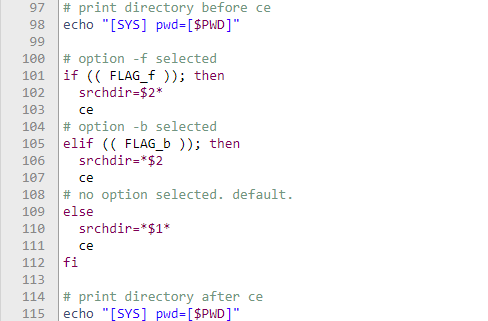 97 # print directory before ce
98 echo "[SYS] pwd=[$PWD]"
99
100 # option -f selected
101 if (( FLAG_f )); then
102   srchdir=$2*
103   ce
104 # option -b selected
105 elif (( FLAG_b )); then
106   srchdir=*$2
107   ce
108 # no option selected. default.
109 else
110   srchdir=*$1*
111   ce
112 fi
113
114 # print directory after ce
115 echo "[SYS] pwd=[$PWD]"